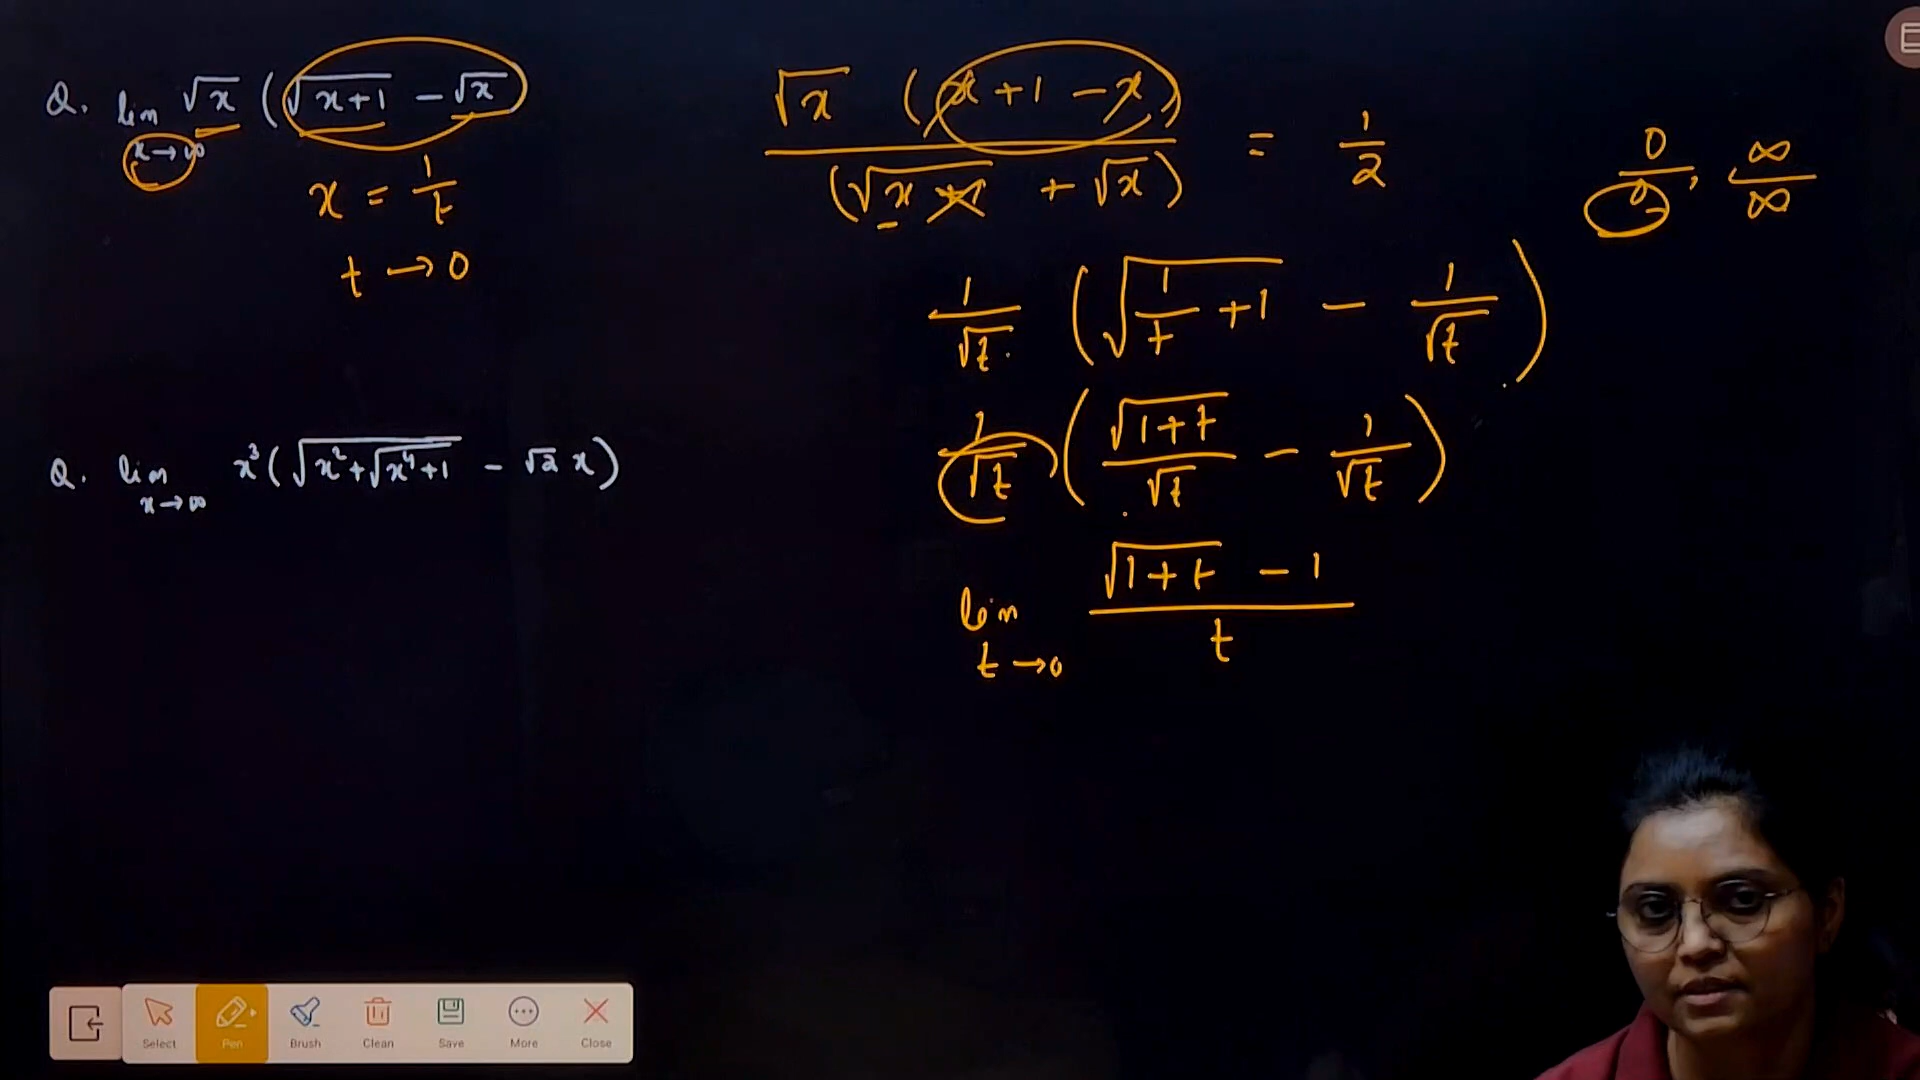 Q. lim x→∞ √x (√(x+1) − √x)
x = 1/t
t → 0
√x (x+1−x) / (√(x+1) + √x) = 1/2
0/0, ∞/∞
1/√t (√(1/t + 1) − 1/√t)
1/√t (√(1+t)/√t − 1/√t)
lim t→0 (√(1+t) − 1)/t
Q. lim x→∞ x³(√(x²+√(x⁴+1)) − √2 x)
Select
Pen
Brush
Clean
Save
More
Close